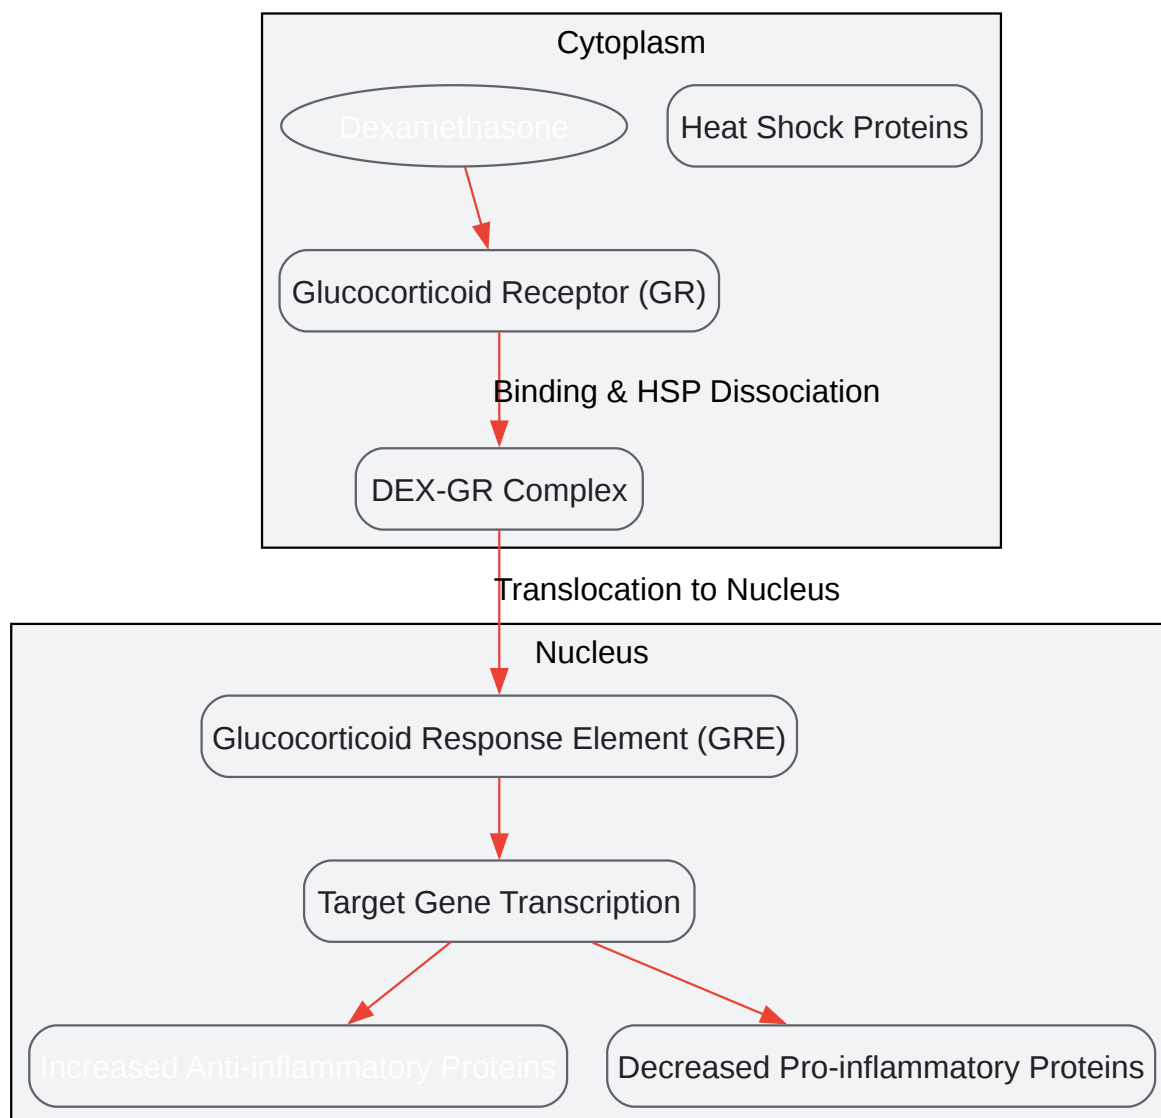 Cytoplasm
Dexamethasone
Heat Shock Proteins
Glucocorticoid Receptor (GR)
Binding & HSP Dissociation
DEX-GR Complex
Translocation to Nucleus
Nucleus
Glucocorticoid Response Element (GRE)
Target Gene Transcription
Increased Anti-inflammatory Proteins
Decreased Pro-inflammatory Proteins